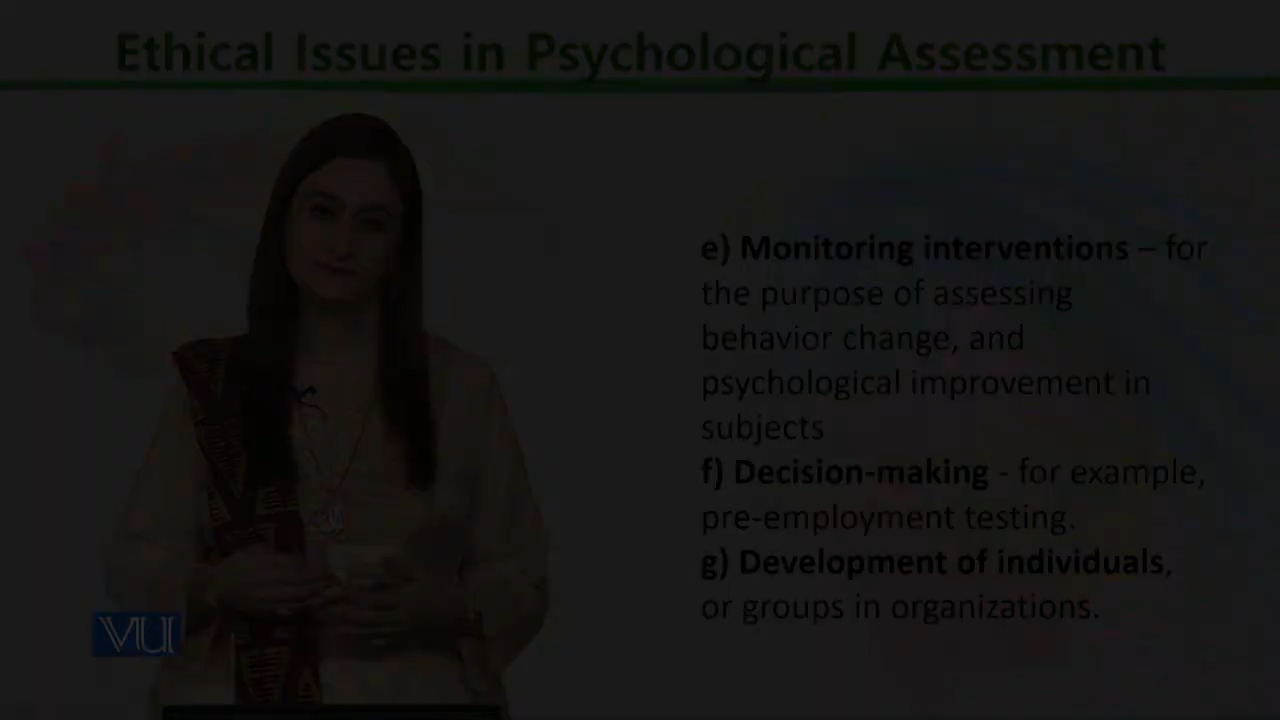 Ethical Issues in Psychological Assessment
e) Monitoring interventions – for
the purpose of assessing
behavior change, and
psychological improvement in
subjects
f) Decision-making - for example,
pre-employment testing.
g) Development of individuals,
or groups in organizations.
VU